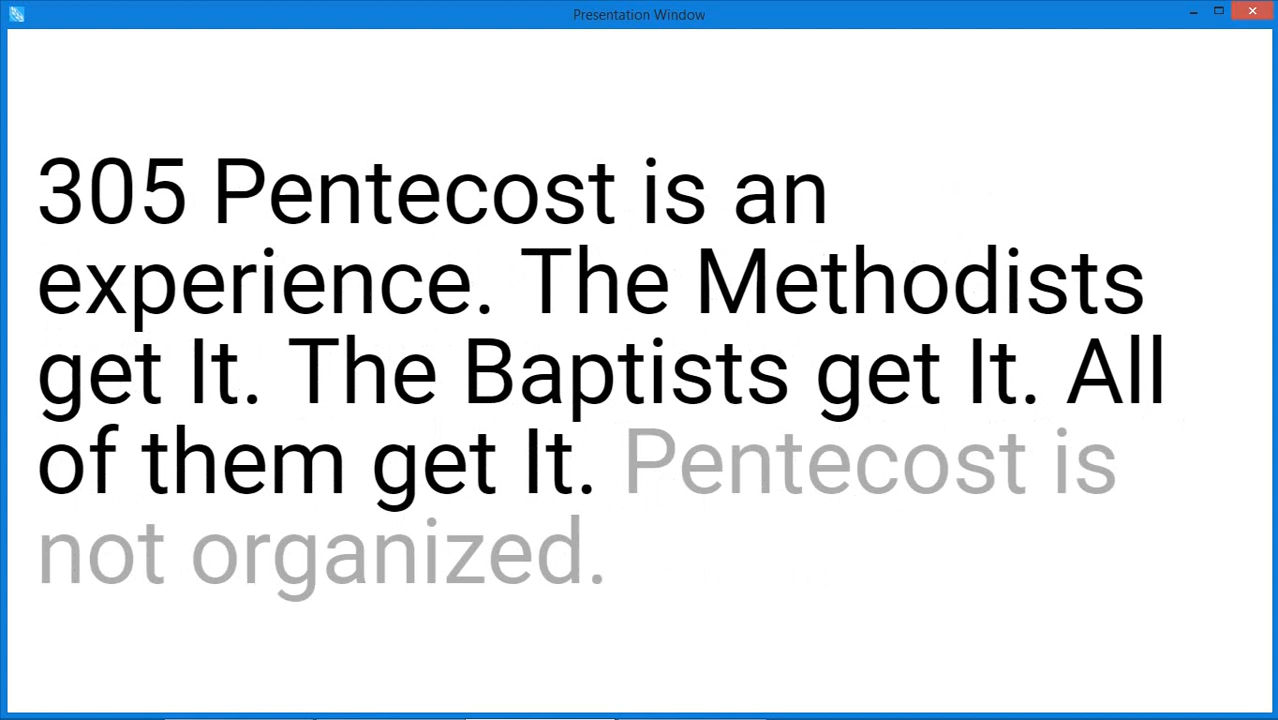 Presentation Window
305 Pentecost is an
experience. The Methodists
get It. The Baptists get It. All
of them get It. Pentecost is
not organized.